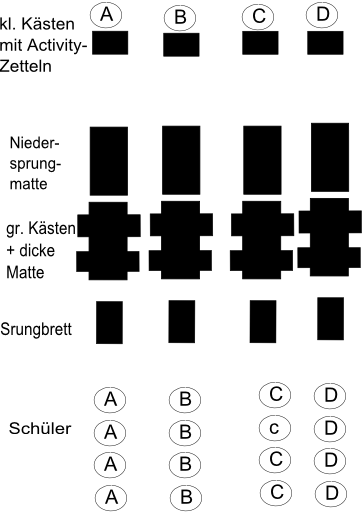 A B C D
kl. Kästen
mit Activity-
Zetteln
Nieder-
sprung-
matte
gr. Kästen
+ dicke
Matte
Srungbrett
A B C D
Schüler
A B c D
A B C D
A B C D